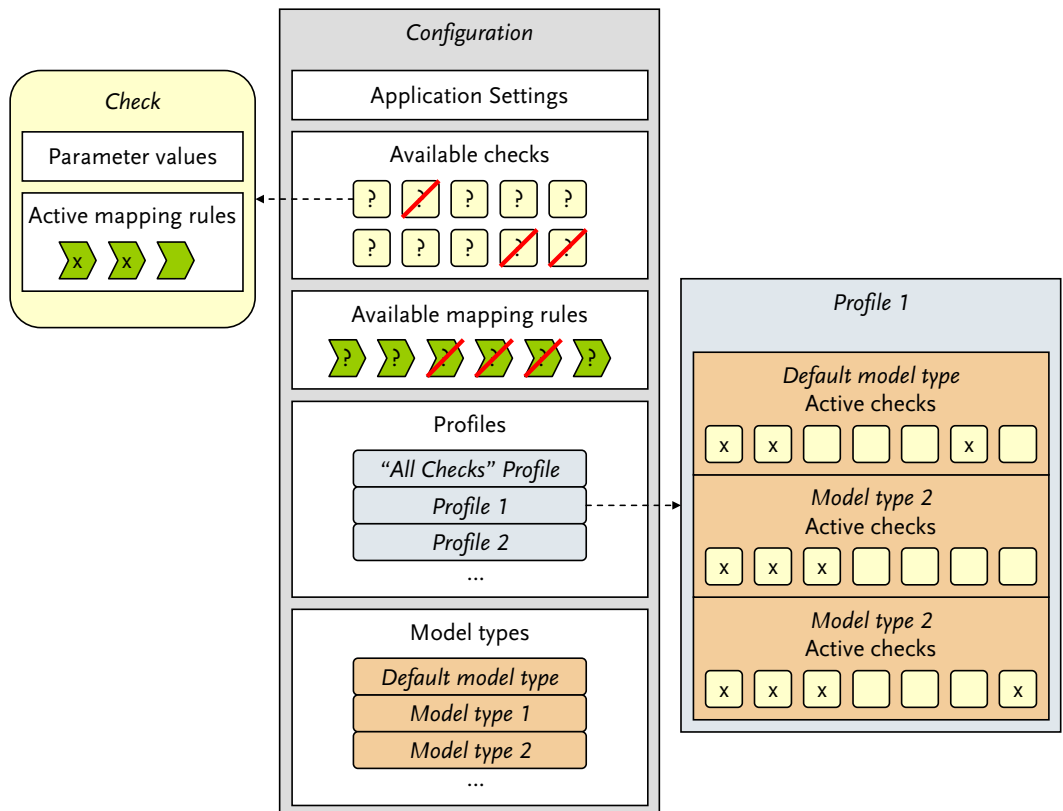 Configuration
Application Settings
Available checks
? ? ? ? ?
? ? ? ? ?
Available mapping rules
? ? ? ? ? ?
Profiles
“All Checks” Profile
Profile 1
Profile 2
...
Model types
Default model type
Model type 1
Model type 2
...
Check
Parameter values
Active mapping rules
x x
Profile 1
Default model type
Active checks
x x x
Model type 2
Active checks
x x x
Model type 2
Active checks
x x x x